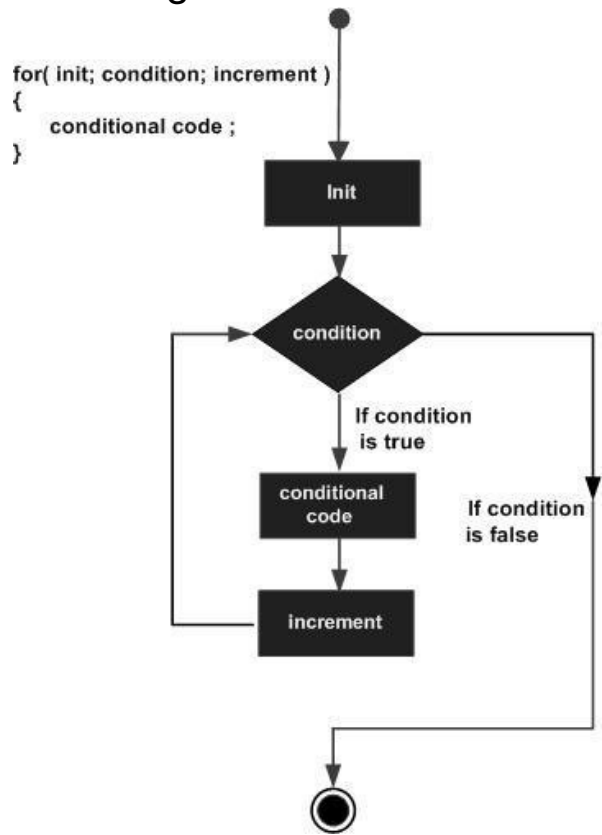 for( init; condition; increment )
{
conditional code ;
}
Init
condition
If condition
is true
conditional
code
If condition
is false
increment